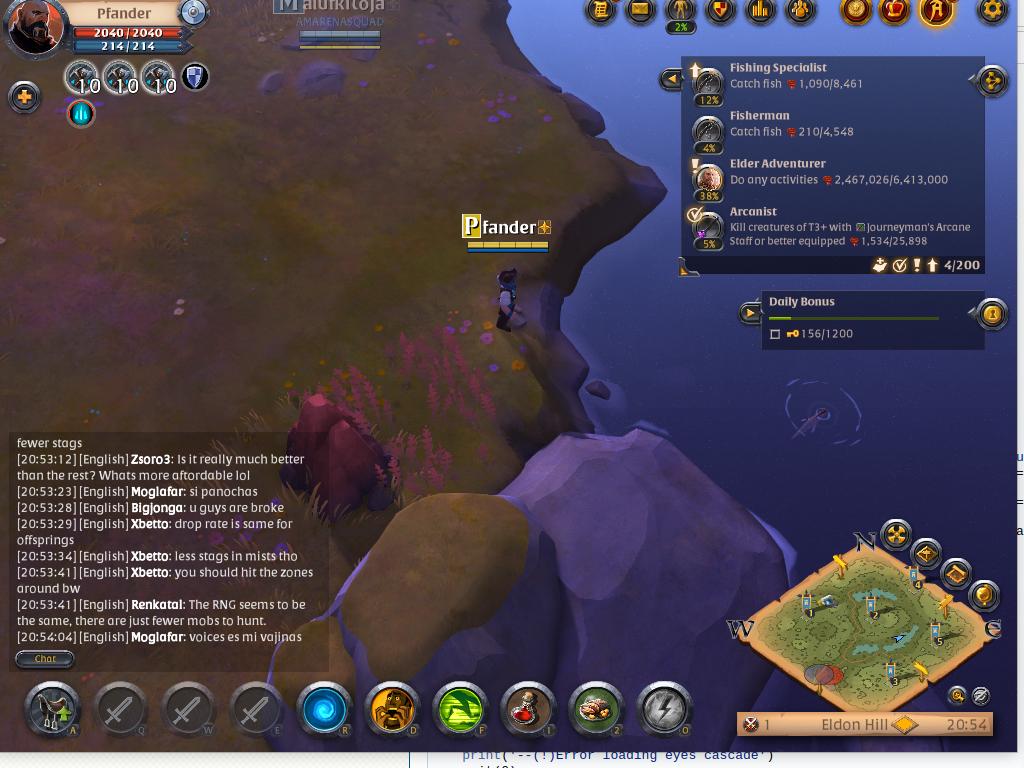 Pfander
2040/2040
214/214
10 10 10
Malufkitoja
AMARENASQUAD
2%
Fishing Specialist
Catch fish 1,090/8,461
12%
Fisherman
Catch fish 210/4,548
4%
Elder Adventurer
Do any activities 2,467,026/6,413,000
38%
Arcanist
Kill creatures of T3+ with Journeyman's Arcane
Staff or better equipped 1,534/25,898
5%
4/200
Daily Bonus
156/1200
Pfander
fewer stags
[20:53:12] [English] Zsoro3: Is it really much better
than the rest? Whats more affordable lol
[20:53:23] [English] Moglafar: si panochas
[20:53:28] [English] Bigjonga: u guys are broke
[20:53:29] [English] Xbetto: drop rate is same for
offsprings
[20:53:34] [English] Xbetto: less stags in mists tho
[20:53:41] [English] Xbetto: you should hit the zones
around bw
[20:53:41] [English] Renkatal: The RNG seems to be
the same, there are just fewer mobs to hunt.
[20:54:04] [English] Moglafar: voices es mi vajinas
Chat
A Q W E R D F 1 2 O
N
W E
1 2 3 4 5
1 Eldon Hill 20:54
print('--(!)Error loading eyes cascade')